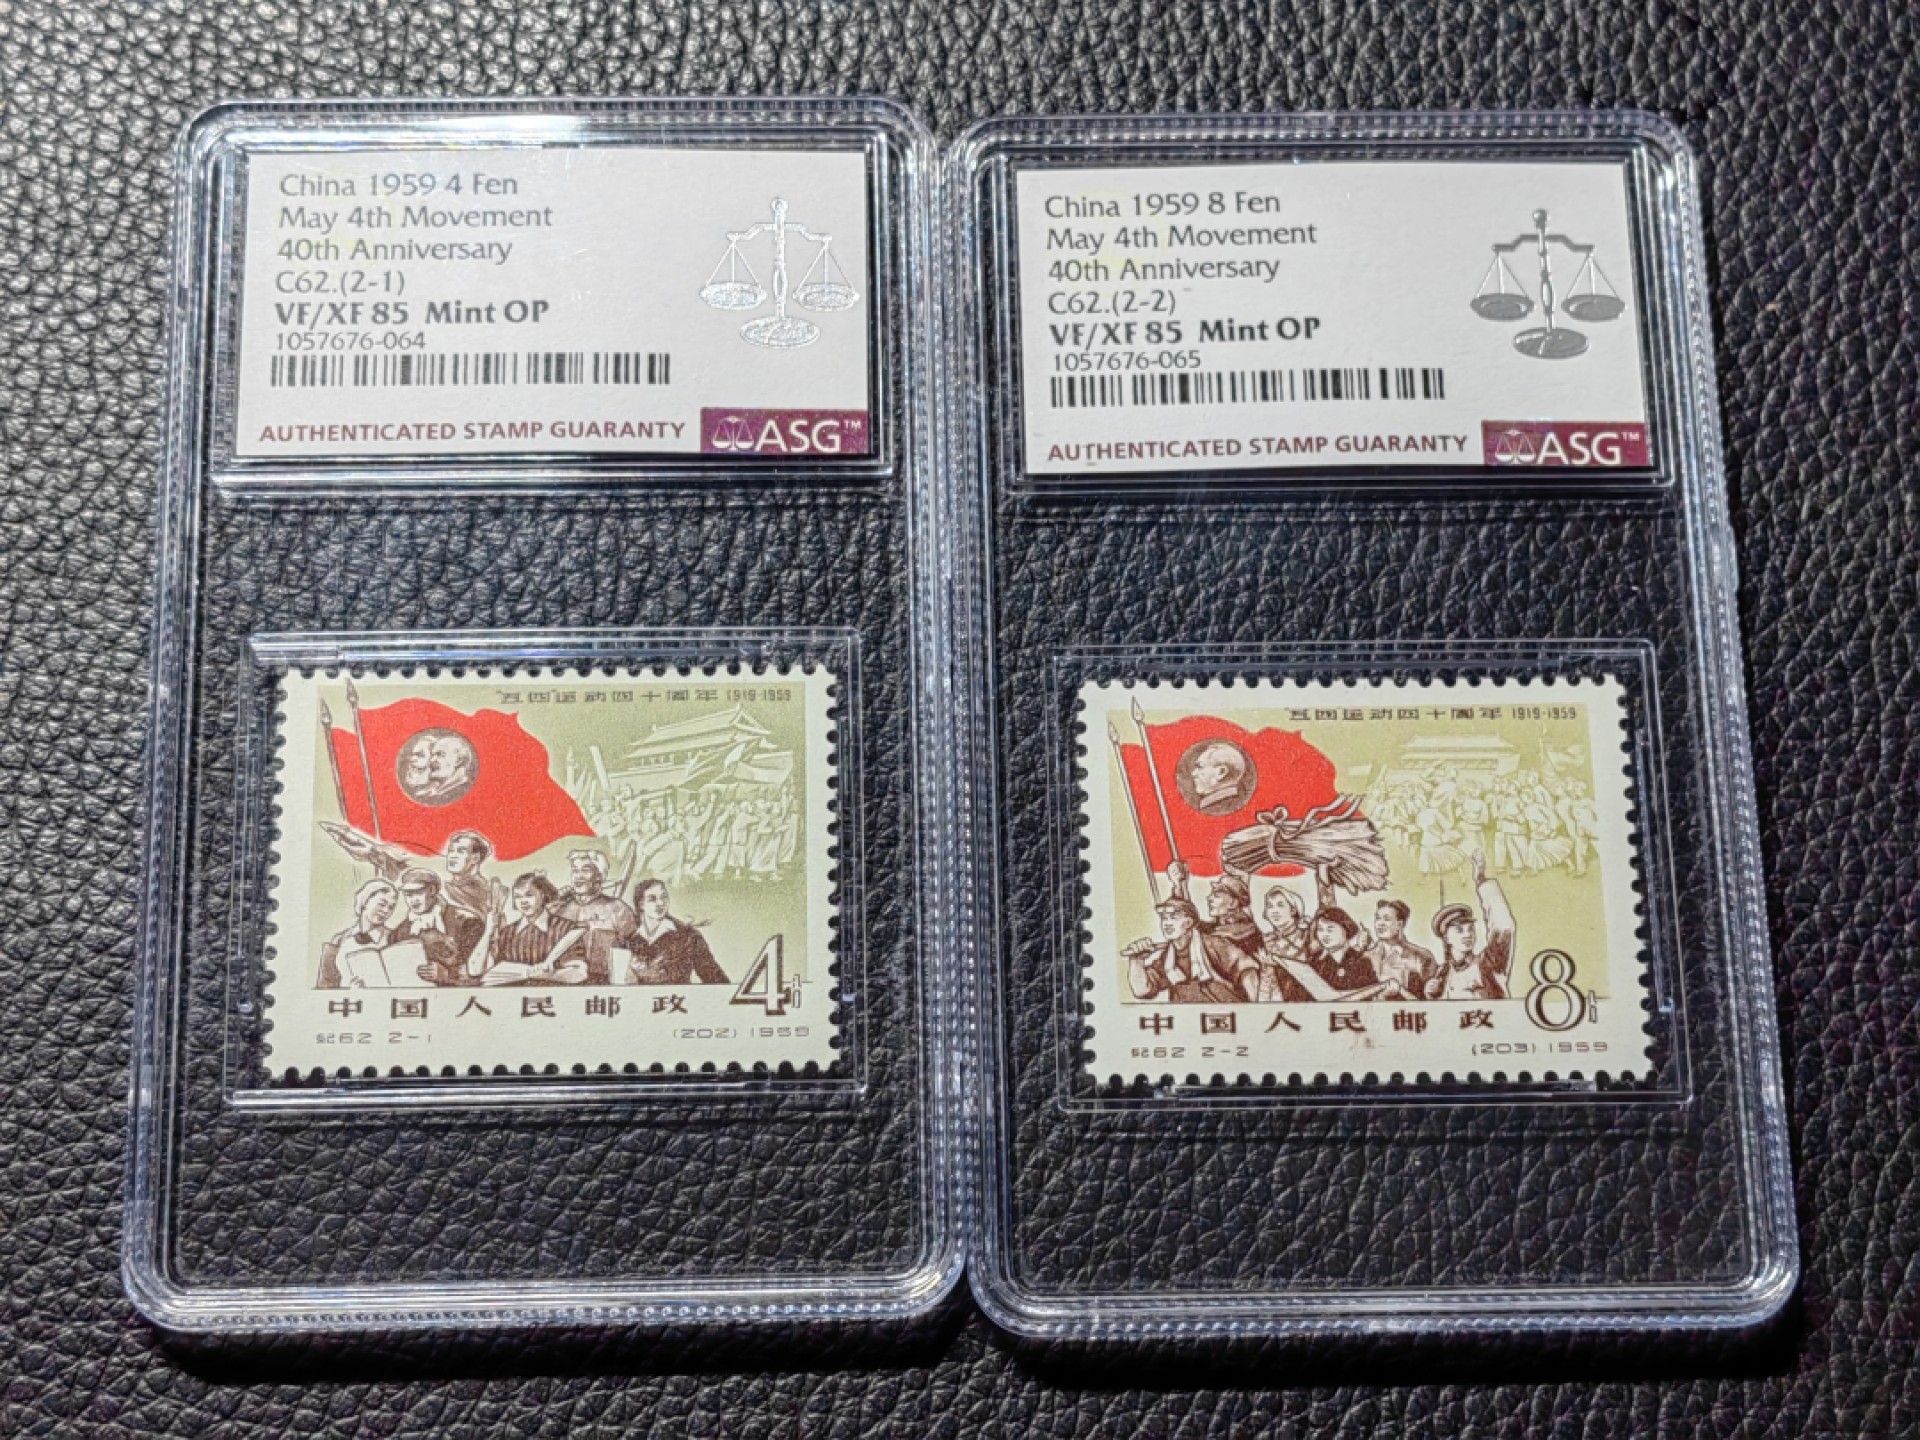 China 1959 4 Fen
May 4th Movement
40th Anniversary
C62.(2-1)
VF/XF 85 Mint OP
1057676-064
AUTHENTICATED STAMP GUARANTY
ASG™
China 1959 8 Fen
May 4th Movement
40th Anniversary
C62.(2-2)
VF/XF 85 Mint OP
1057676-065
AUTHENTICATED STAMP GUARANTY
ASG™
"五四"运动四十周年 1919-1959
4分
中国人民邮政
纪62 2-1 (202) 1959
"五四"运动四十周年 1919-1959
8分
中国人民邮政
纪62 2-2 (203) 1959